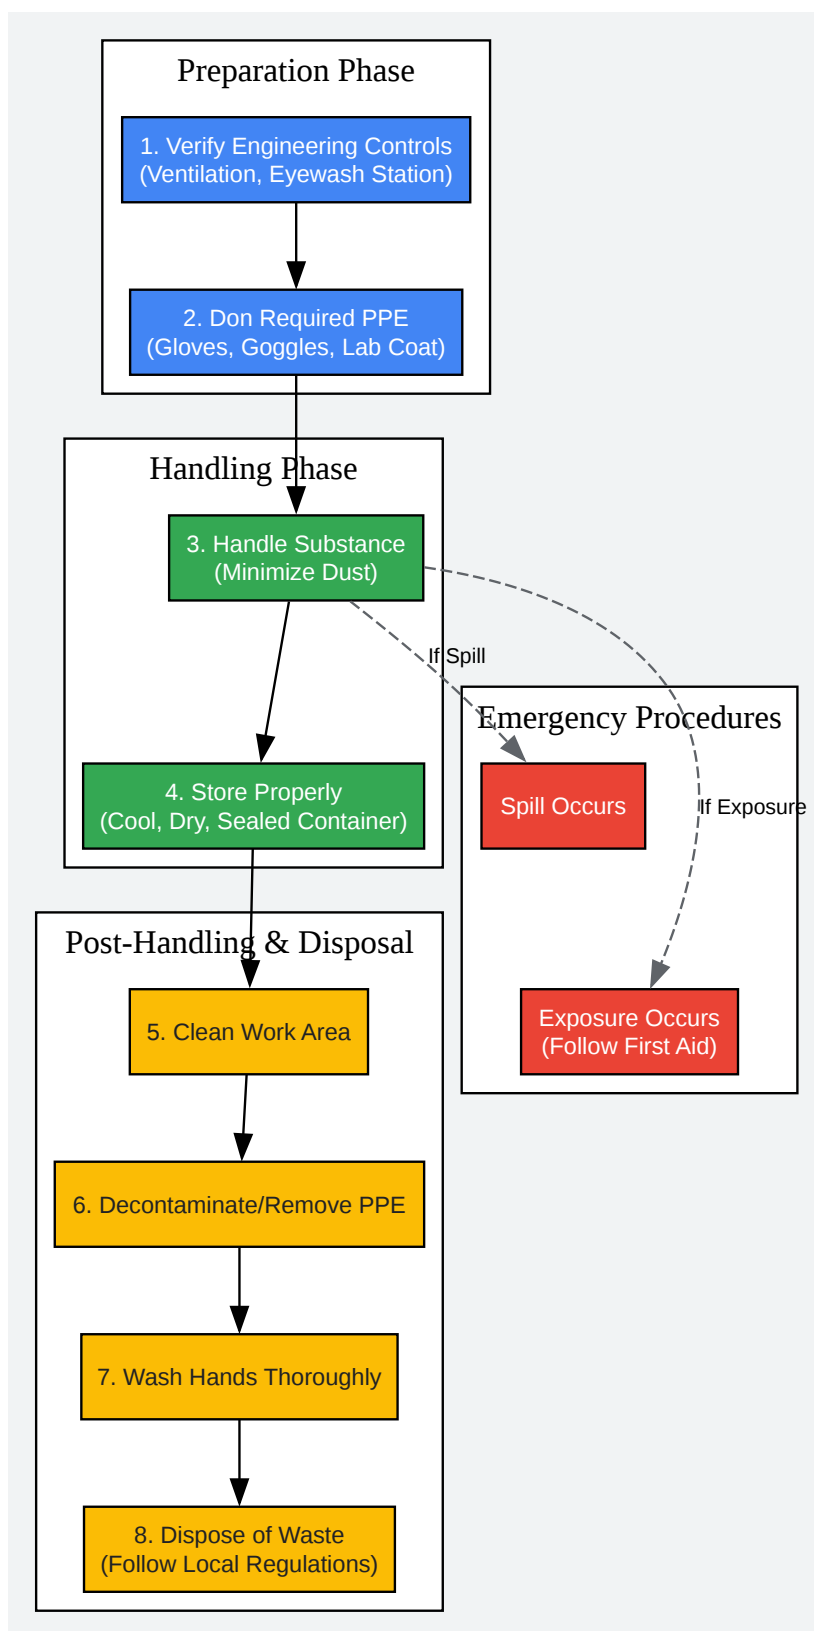 Preparation Phase
1. Verify Engineering Controls
(Ventilation, Eyewash Station)
2. Don Required PPE
(Gloves, Goggles, Lab Coat)
Handling Phase
3. Handle Substance
(Minimize Dust)
If Spill
4. Store Properly
(Cool, Dry, Sealed Container)
Emergency Procedures
Spill Occurs
If Exposure
Exposure Occurs
(Follow First Aid)
Post-Handling & Disposal
5. Clean Work Area
6. Decontaminate/Remove PPE
7. Wash Hands Thoroughly
8. Dispose of Waste
(Follow Local Regulations)